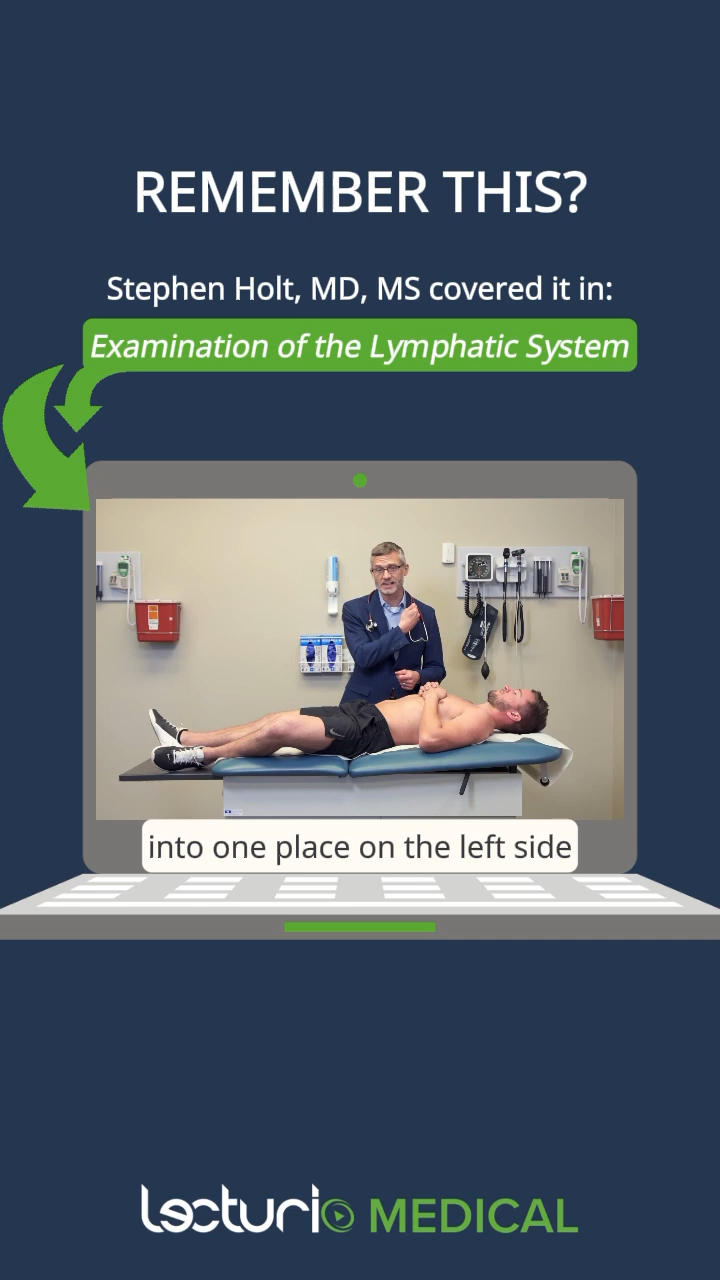 REMEMBER THIS?
Stephen Holt, MD, MS covered it in:
Examination of the Lymphatic System
into one place on the left side
lecturio MEDICAL